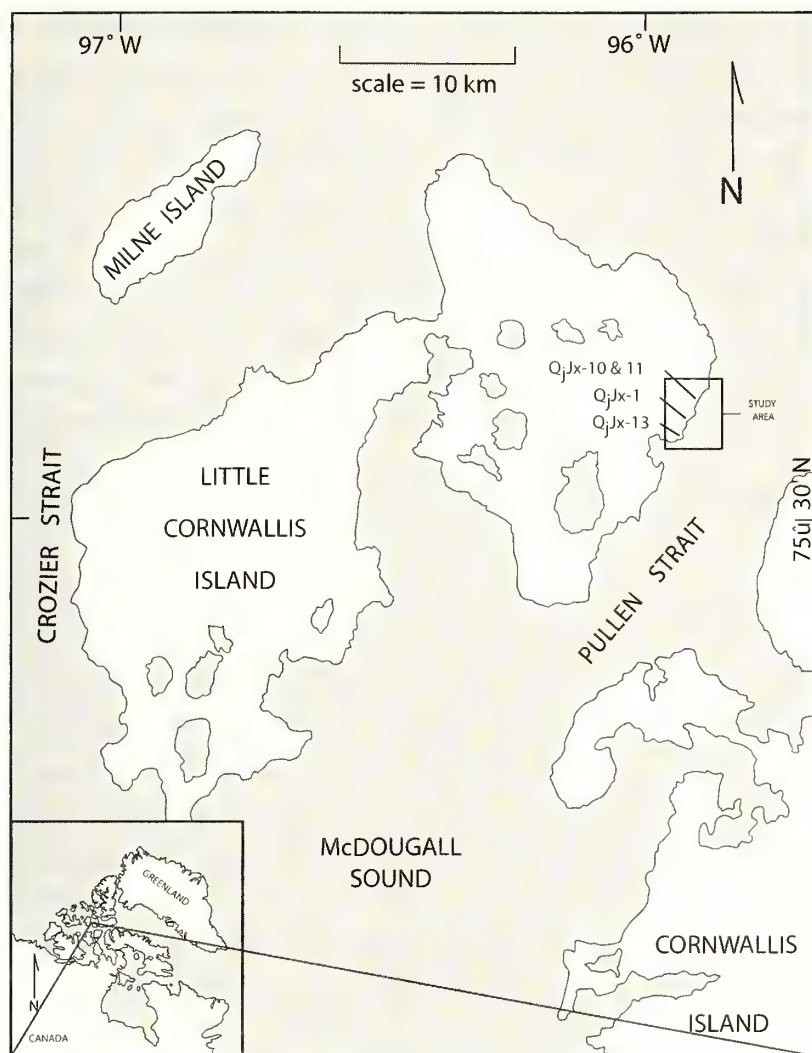 97° W
96° W
scale = 10 km
N
MILNE ISLAND
QjJx-10 & 11
QjJx-1
QjJx-13
STUDY
AREA
LITTLE
CORNWALLIS
ISLAND
CROZIER STRAIT
75û| 30' N
PULLEN STRAIT
McDOUGALL
SOUND
CORNWALLIS
ISLAND
GREENLAND
N
CANADA